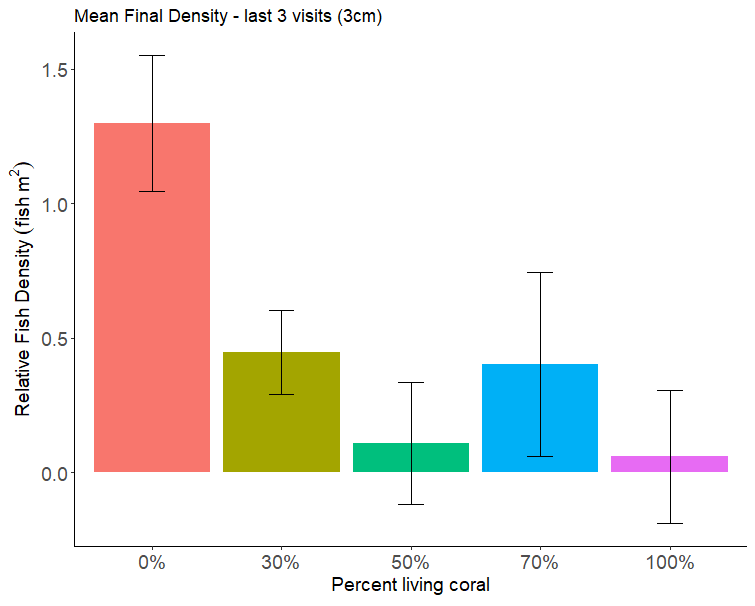 Mean Final Density - last 3 visits (3cm)
Relative Fish Density (fish m²)
1.5
1.0
0.5
0.0
0% 30% 50% 70% 100%
Percent living coral